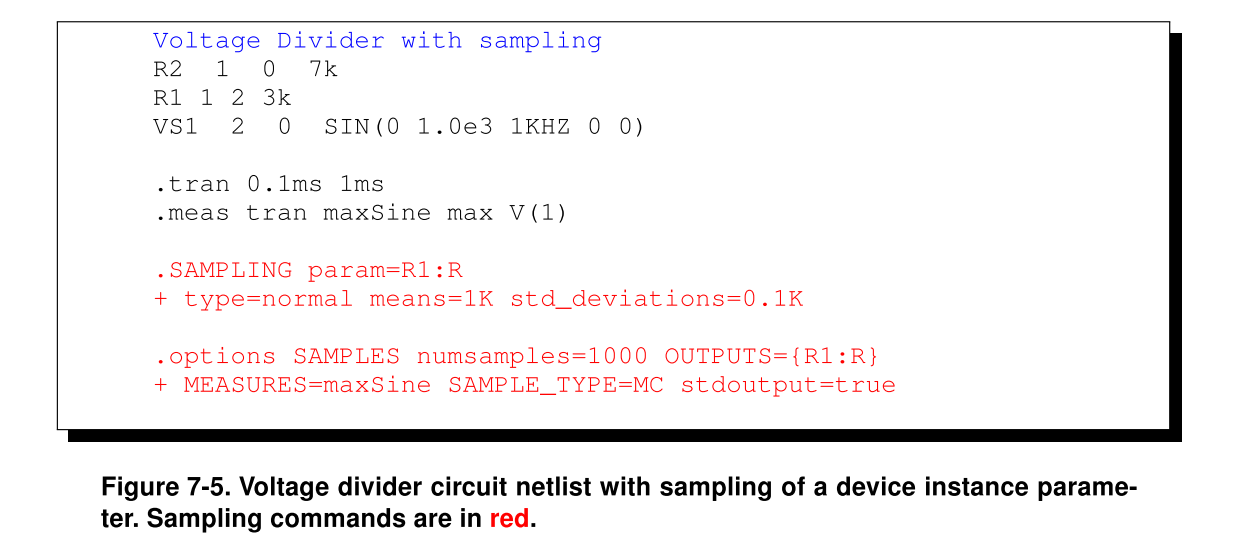 Voltage Divider with sampling
R2  1  0  7k
R1 1 2 3k
VS1  2  0  SIN(0 1.0e3 1KHZ 0 0)
.tran 0.1ms 1ms
.meas tran maxSine max V(1)
.SAMPLING param=R1:R
+ type=normal means=1K std_deviations=0.1K
.options SAMPLES numsamples=1000 OUTPUTS={R1:R}
+ MEASURES=maxSine SAMPLE_TYPE=MC stdoutput=true
Figure 7-5. Voltage divider circuit netlist with sampling of a device instance parame-
ter. Sampling commands are in red.